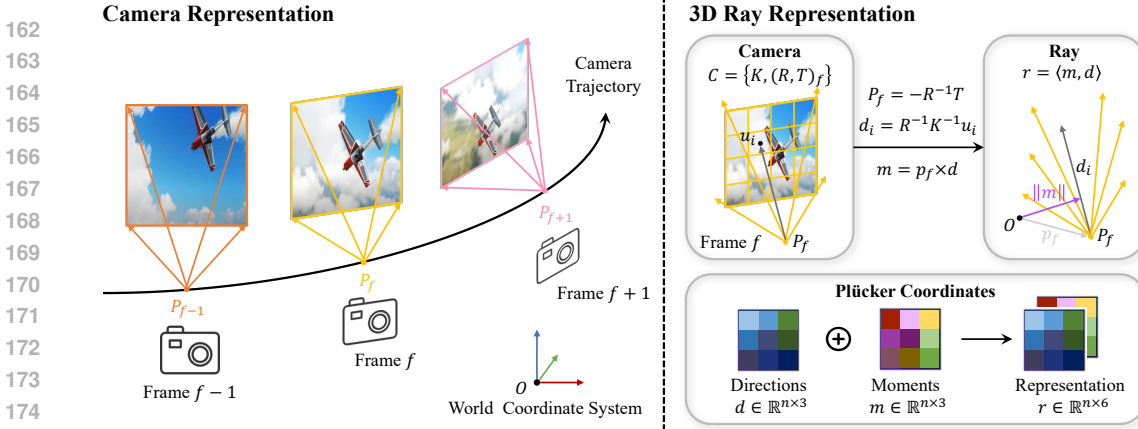 162
163
164
165
166
167
168
169
170
171
172
173
174
Camera Representation
Camera
Trajectory
P_{f+1}
P_f
P_{f−1}
Frame f + 1
Frame f
Frame f − 1
O
World Coordinate System
3D Ray Representation
Camera
C = {K, (R, T)_f}
u_i
Frame f
P_f
P_f = −R^{−1}T
d_i = R^{−1}K^{−1}u_i
m = p_f × d
Ray
r = ⟨m, d⟩
d_i
‖m‖
O
p_f
P_f
Plücker Coordinates
Directions
d ∈ ℝ^{n×3}
Moments
m ∈ ℝ^{n×3}
Representation
r ∈ ℝ^{n×6}